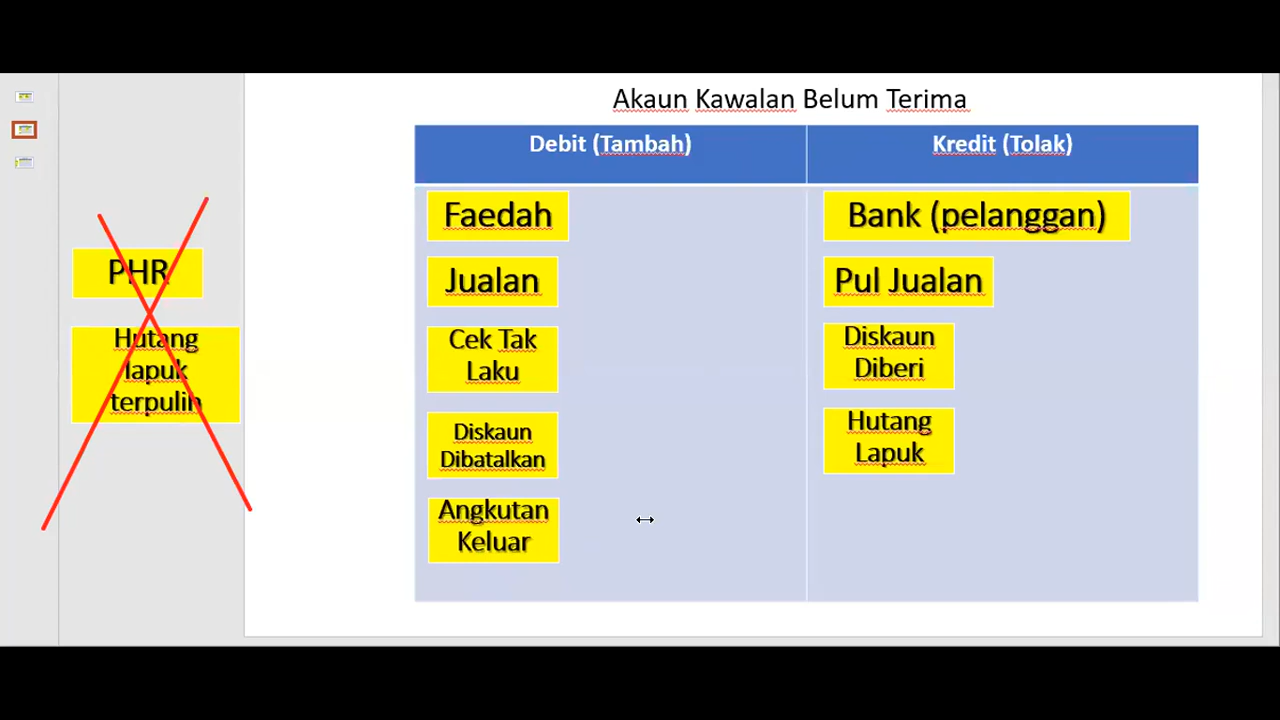 Akaun Kawalan Belum Terima
Debit (Tambah)
Kredit (Tolak)
Faedah
Jualan
Cek Tak
Laku
Diskaun
Dibatalkan
Angkutan
Keluar
Bank (pelanggan)
Pul Jualan
Diskaun
Diberi
Hutang
Lapuk
PHR
Hutang
lapuk
terpulih